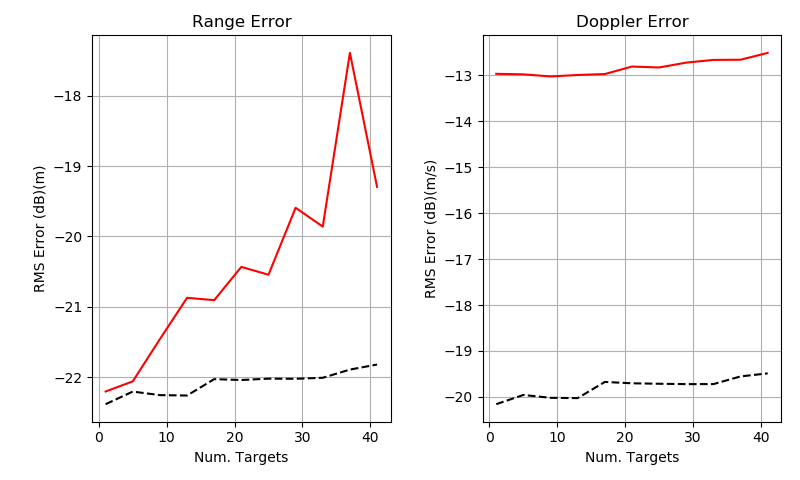 Range Error
RMS Error (dB)(m)
−18
−19
−20
−21
−22
0 10 20 30 40
Num. Targets
Doppler Error
RMS Error (dB)(m/s)
−13
−14
−15
−16
−17
−18
−19
−20
0 10 20 30 40
Num. Targets